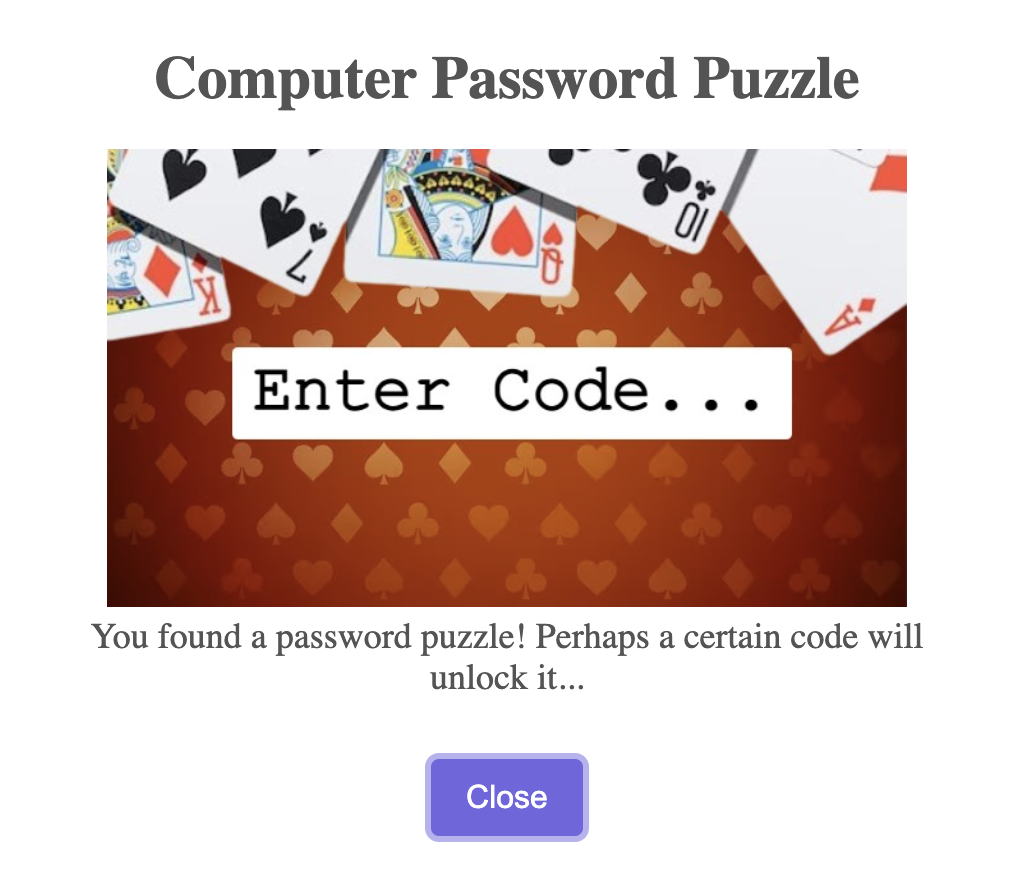 Computer Password Puzzle
7
Q
10
K
A
Enter Code...
You found a password puzzle! Perhaps a certain code will
unlock it...
Close